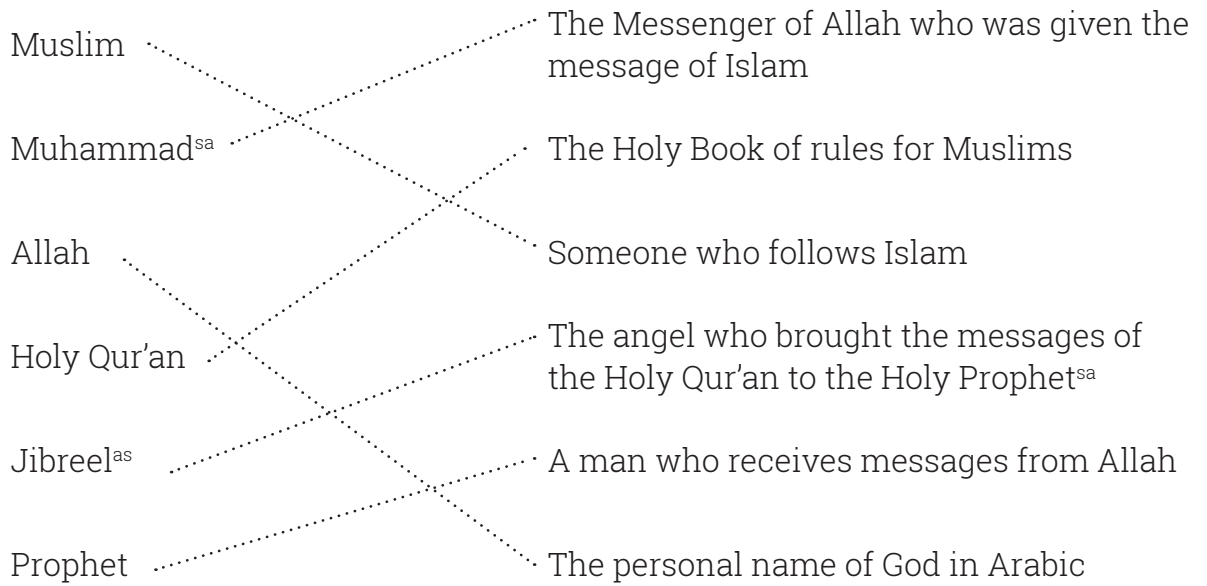 Muslim
The Messenger of Allah who was given the
message of Islam
Muhammadsa
The Holy Book of rules for Muslims
Allah
Someone who follows Islam
Holy Qur’an
The angel who brought the messages of
the Holy Qur’an to the Holy Prophetsa
Jibreelas
A man who receives messages from Allah
Prophet
The personal name of God in Arabic